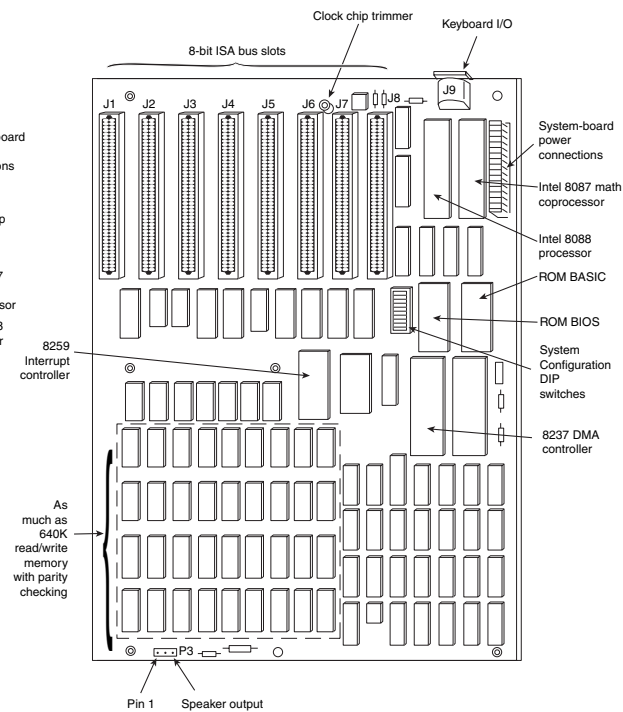 Clock chip trimmer
Keyboard I/O
8-bit ISA bus slots
J1
J2
J3
J4
J5
J6
J7
J8
J9
System-board
power
connections
Intel 8087 math
coprocessor
Intel 8088
processor
ROM BASIC
ROM BIOS
System
Configuration
DIP
switches
8259
Interrupt
controller
8237 DMA
controller
As
much as
640K
read/write
memory
with parity
checking
P3
Pin 1
Speaker output